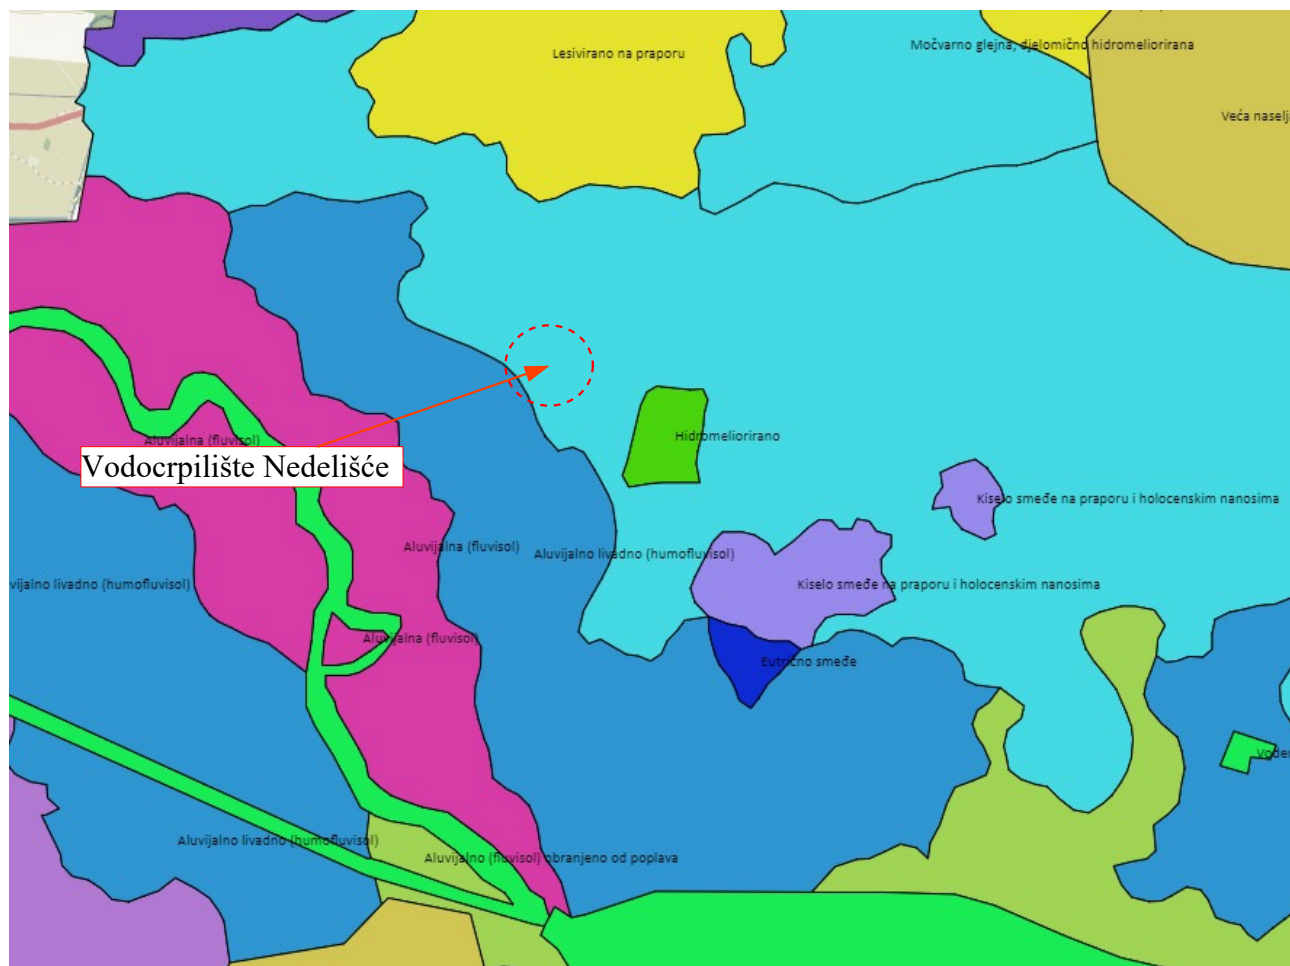 Lesivirano na praporu
Močvarno glejna, djelomično hidromeliorirana
Veća naselj
Aluvijalna (fluvisol)
Hidromeliorirano
Vodocrpilište Nedelišće
Kiselo smeđe na praporu i holocenskim nanosima
Aluvijalna (fluvisol)
Aluvijalno livadno (humofluvisol)
vijalno livadno (humofluvisol)
Kiselo smeđe na praporu i holocenskim nanosima
Aluvijalna (fluvisol)
Eutrično smeđe
Voden
Aluvijalno livadno (humofluvisol)
Aluvijalno (fluvisol) obranjeno od poplava